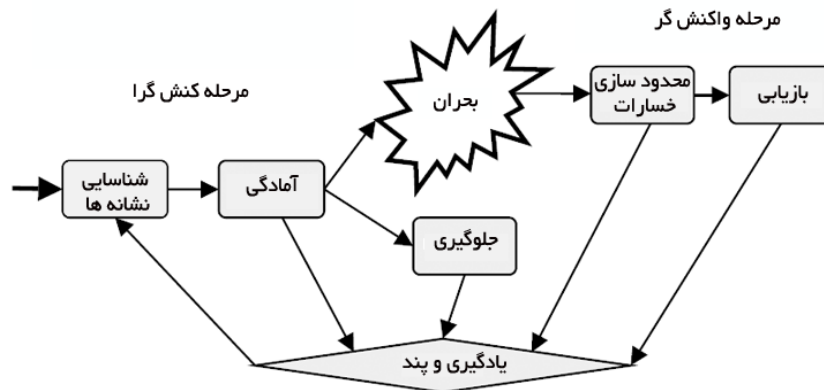 مرحله واکنش گر
مرحله کنش گرا
بحران
محدود سازی
خسارات
بازیابی
شناسایی
نشانه ها
آمادگی
جلوگیری
یادگیری و پند